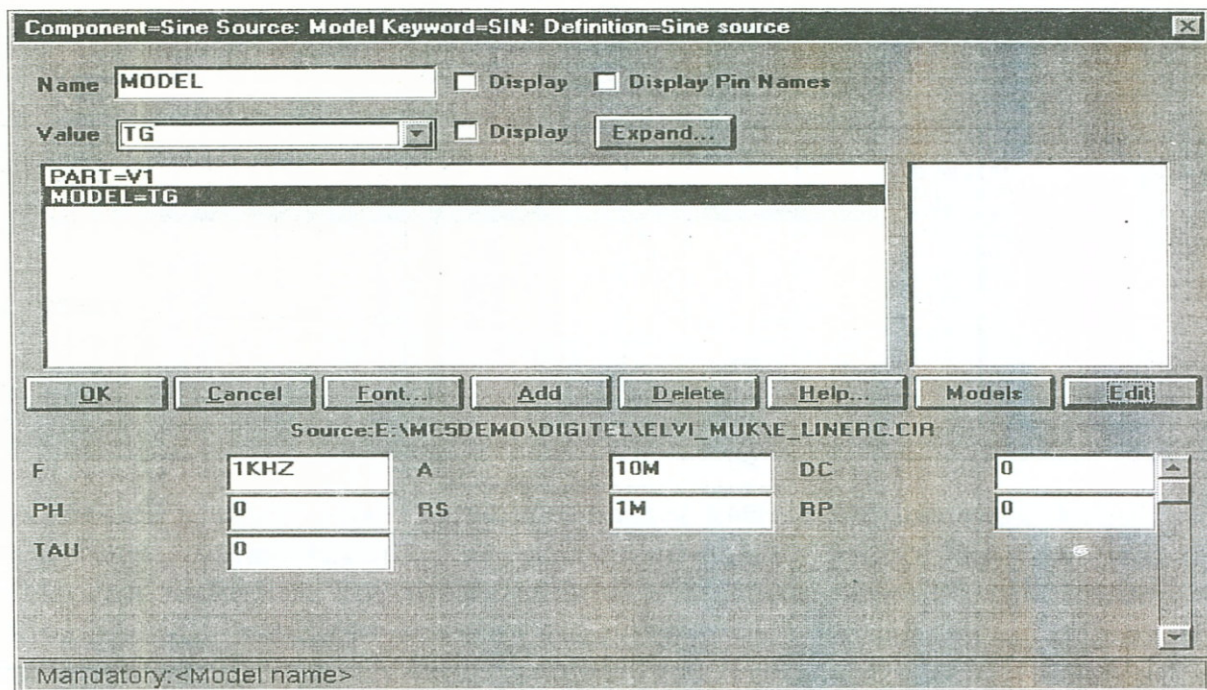 Component=Sine Source: Model Keyword=SIN: Definition=Sine source
Name MODEL Display Display Pin Names
Value TG Display Expand...
PART=V1
MODEL=TG
OK Cancel Font... Add Delete Help... Models Edit
Source:E:\MC5DEMO\DIGITEL\ELVI_MUK\E_LINERC.CIR
F 1KHZ A 10M DC 0
PH 0 RS 1M RP 0
TAU 0
Mandatory:<Model name>